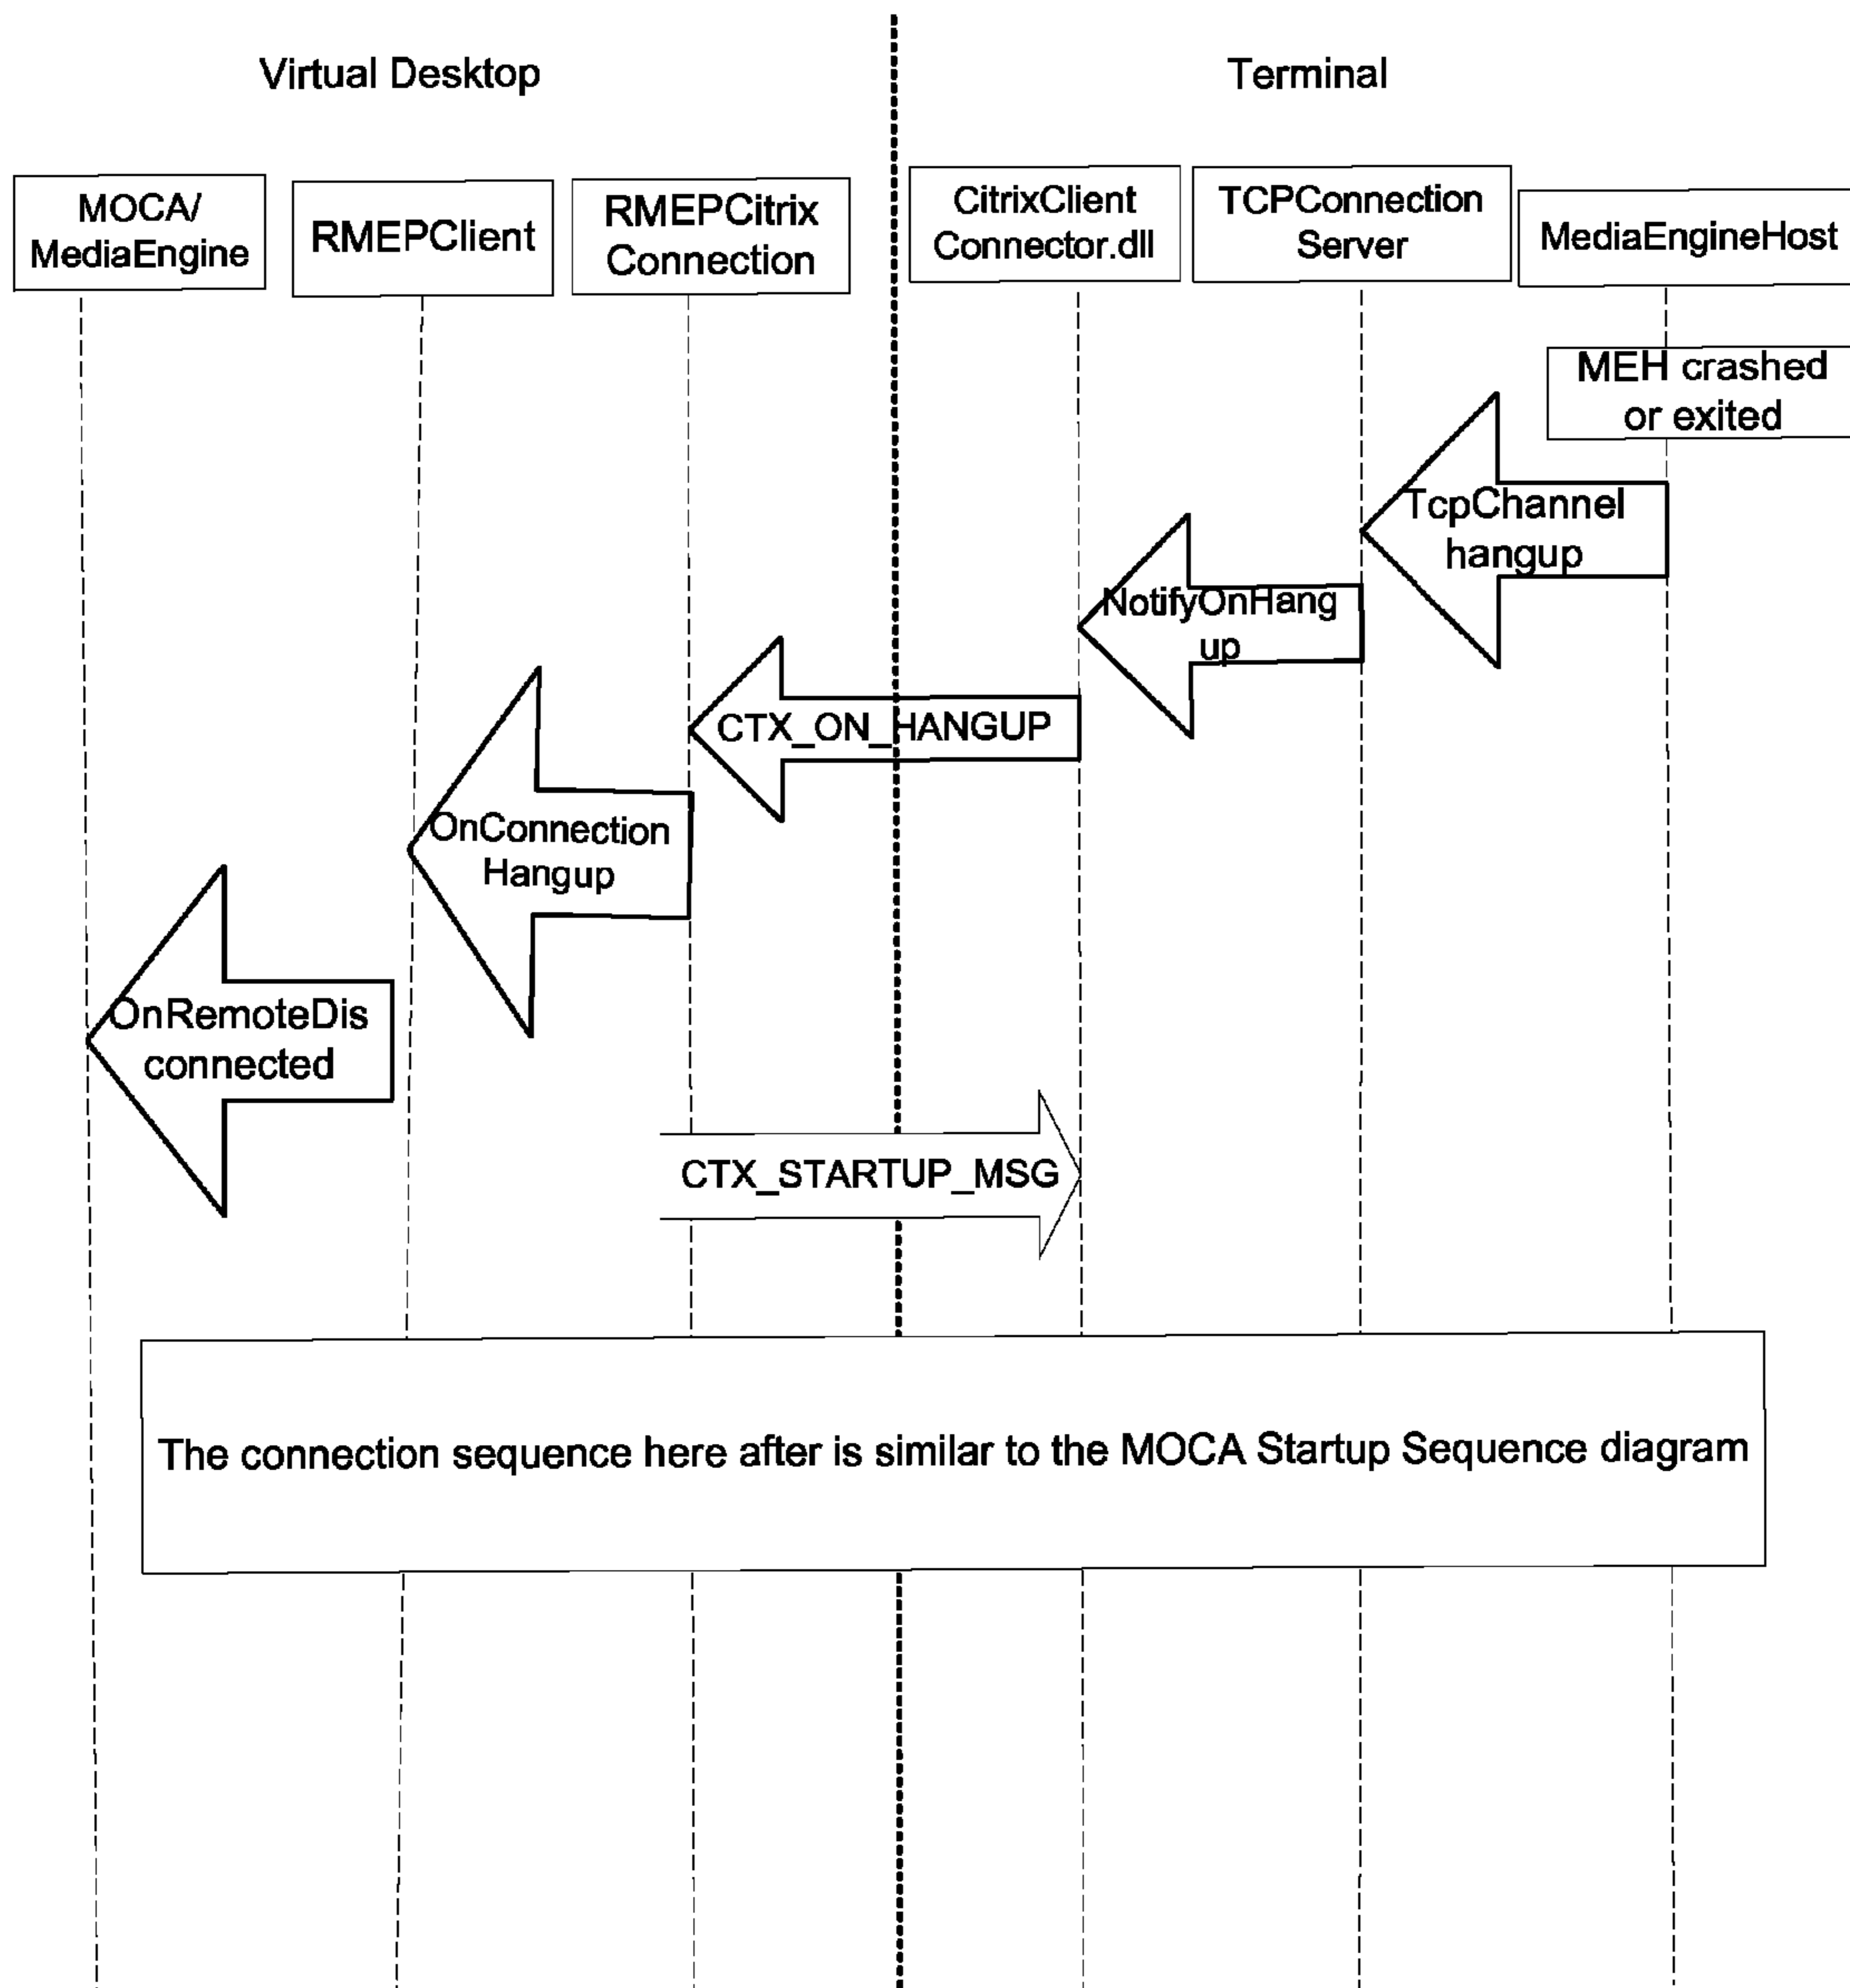 Virtual Desktop
Terminal
MOCA/
MediaEngine
RMEPClient
RMEPCitrix
Connection
CitrixClient
Connector.dll
TCPConnection
Server
MediaEngineHost
MEH crashed
or exited
TcpChannel
hangup
NotifyOnHang
up
CTX_ON_HANGUP
OnConnection
Hangup
OnRemoteDis
connected
CTX_STARTUP_MSG
The connection sequence here after is similar to the MOCA Startup Sequence diagram